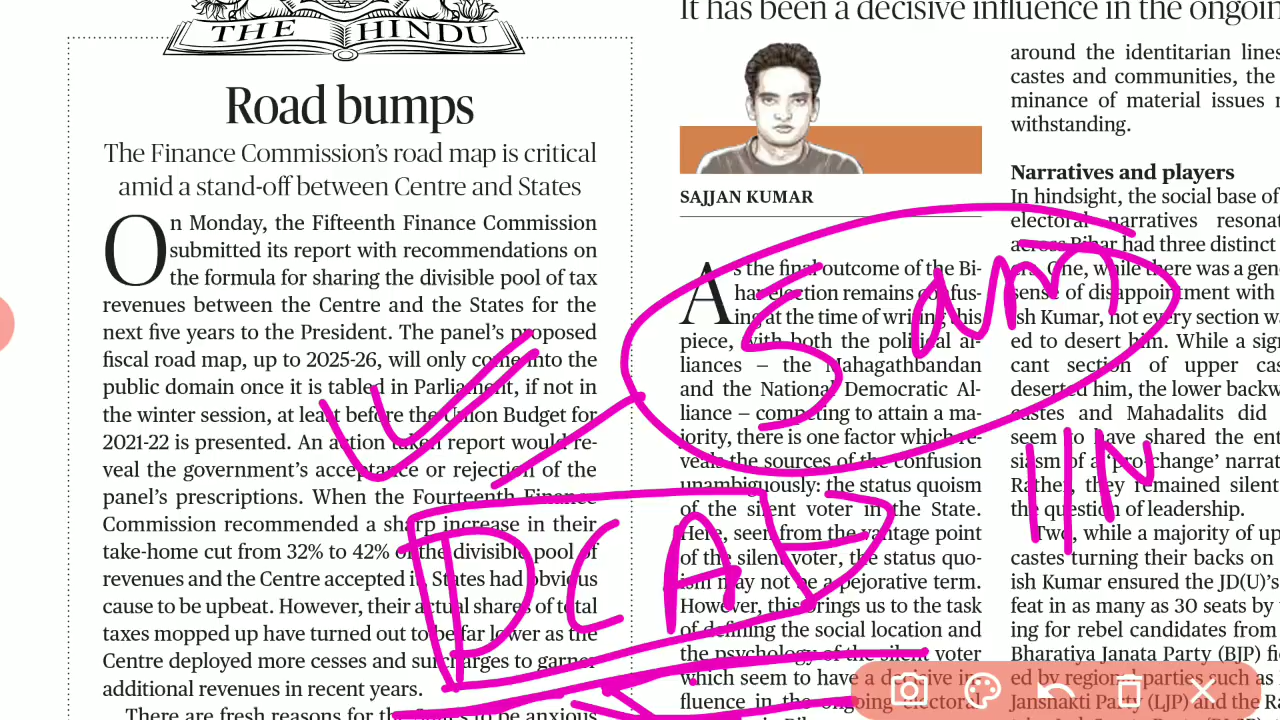 THE HINDU
Road bumps
The Finance Commission's road map is critical
amid a stand-off between Centre and States
On Monday, the Fifteenth Finance Commission
submitted its report with recommendations on
the formula for sharing the divisible pool of tax
revenues between the Centre and the States for the
next five years to the President. The panel's proposed
fiscal road map, up to 2025-26, will only come into the
public domain once it is tabled in Parliament, if not in
the winter session, at least before the Union Budget for
2021-22 is presented. An action taken report would re-
veal the government's acceptance or rejection of the
panel's prescriptions. When the Fourteenth Finance
Commission recommended a sharp increase in their
take-home cut from 32% to 42% of the divisible pool of
revenues and the Centre accepted it, States had obvious
cause to be upbeat. However, their actual share of total
taxes mopped up have turned out to be far lower as the
Centre deployed more cesses and surcharges to garner
additional revenues in recent years.
There are fresh reasons for the States to be anxious
It has been a decisive influence in the ongoin
SAJJAN KUMAR
As the final outcome of the Bi-
har election remains confus-
ing at the time of writing this
piece, with both the political al-
liances – the Mahagathbandan
and the National Democratic Al-
liance – competing to attain a ma-
jority, there is one factor which re-
veals the sources of the confusion
unambiguously: the status quoism
of the silent voter in the State.
Here, seen from the vantage point
of the silent voter, the status quo-
ism may not be a pejorative term.
However, this brings us to the task
of defining the social location and
the psychology of the silent voter
which seem to have a decisive in-
fluence in the ongoing electoral
around the identitarian lines
castes and communities, the
minance of material issues n
withstanding.
Narratives and players
In hindsight, the social base of
electoral narratives resona
across Bihar had three distinct
One, while there was a gen
sense of disappointment with
ish Kumar, not every section wa
ed to desert him. While a sign
cant section of upper cas
deserted him, the lower backw
castes and Mahadalits did
seem to have shared the ent
siasm of a 'pro-change' narrat
Rather, they remained silent
the question of leadership.
Two, while a majority of up
castes turning their backs on
ish Kumar ensured the JD(U)'s
feat in as many as 30 seats by
ing for rebel candidates from
Bharatiya Janata Party (BJP) fi
ed by regional parties such as
Janshakti Party (LJP) and the R
5 am
DCA